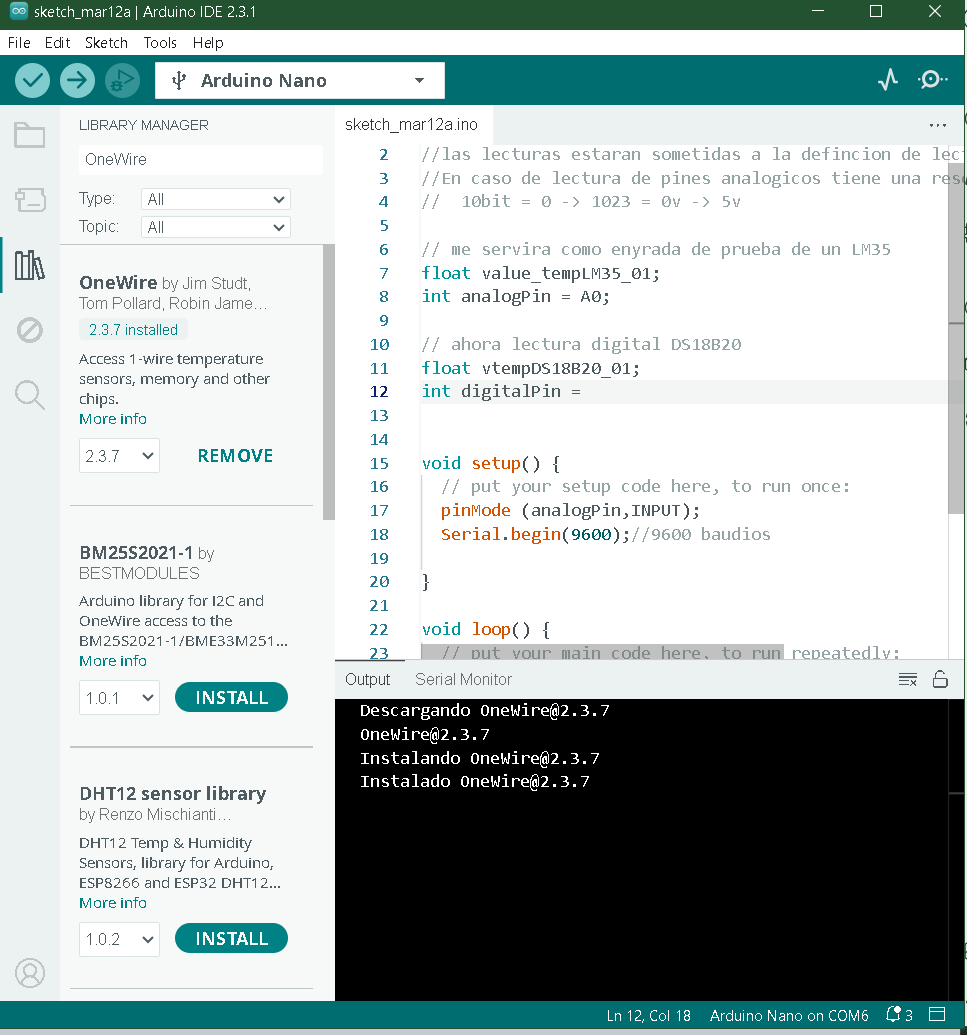 sketch_mar12a | Arduino IDE 2.3.1
File Edit Sketch Tools Help
Arduino Nano
LIBRARY MANAGER
OneWire
Type: All
Topic: All
OneWire by Jim Studt,
Tom Pollard, Robin Jame...
2.3.7 installed
Access 1-wire temperature
sensors, memory and other
chips.
More info
2.3.7 REMOVE
BM25S2021-1 by
BESTMODULES
Arduino library for I2C and
OneWire access to the
BM25S2021-1/BME33M251...
More info
1.0.1 INSTALL
DHT12 sensor library
by Renzo Mischianti...
DHT12 Temp & Humidity
Sensors, library for Arduino,
ESP8266 and ESP32 DHT12...
More info
1.0.2 INSTALL
sketch_mar12a.ino
2 //las lecturas estaran sometidas a la defincion de lec
3 //En caso de lectura de pines analogicos tiene una reso
4 //  10bit = 0 -> 1023 = 0v -> 5v
5
6 // me servira como enyrada de prueba de un LM35
7 float value_tempLM35_01;
8 int analogPin = A0;
9
10 // ahora lectura digital DS18B20
11 float vtempDS18B20_01;
12 int digitalPin =
13
14
15 void setup() {
16   // put your setup code here, to run once:
17   pinMode (analogPin,INPUT);
18   Serial.begin(9600);//9600 baudios
19
20 }
21
22 void loop() {
23   // put your main code here, to run repeatedly:
Output Serial Monitor
Descargando OneWire@2.3.7
OneWire@2.3.7
Instalando OneWire@2.3.7
Instalado OneWire@2.3.7
Ln 12, Col 18 Arduino Nano on COM6 3